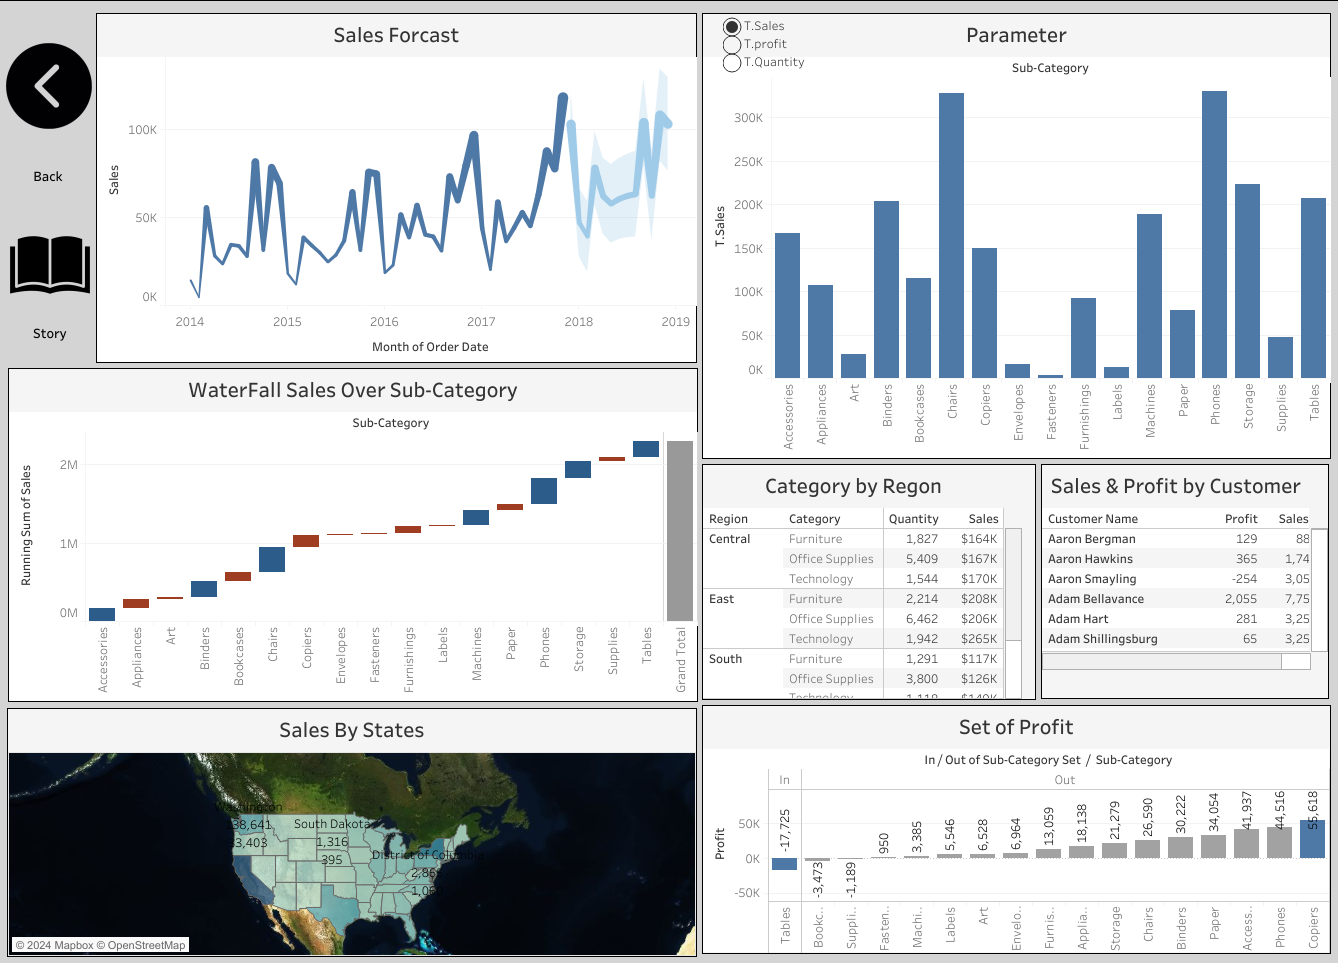 Back
Story
Sales Forcast
Sales
100K
50K
0K
2014 2015 2016 2017 2018 2019
Month of Order Date
T.Sales
T.profit
T.Quantity
Parameter
Sub-Category
T.Sales
300K
250K
200K
150K
100K
50K
0K
Accessories Appliances Art Binders Bookcases Chairs Copiers Envelopes Fasteners Furnishings Labels Machines Paper Phones Storage Supplies Tables
WaterFall Sales Over Sub-Category
Sub-Category
Running Sum of Sales
2M
1M
0M
Accessories Appliances Art Binders Bookcases Chairs Copiers Envelopes Fasteners Furnishings Labels Machines Paper Phones Storage Supplies Tables Grand Total
Category by Regon
Region Category Quantity Sales
Central Furniture 1,827 $164K
Office Supplies 5,409 $167K
Technology 1,544 $170K
East Furniture 2,214 $208K
Office Supplies 6,462 $206K
Technology 1,942 $265K
South Furniture 1,291 $117K
Office Supplies 3,800 $126K
Technology 1,118 $149K
Sales & Profit by Customer
Customer Name Profit Sales
Aaron Bergman 129 88
Aaron Hawkins 365 1,74
Aaron Smayling -254 3,05
Adam Bellavance 2,055 7,75
Adam Hart 281 3,25
Adam Shillingsburg 65 3,25
Sales By States
Washington
138,641
33,403
South Dakota
1,316
395
District of Columbia
2,86
1,06
© 2024 Mapbox © OpenStreetMap
Set of Profit
In / Out of Sub-Category Set / Sub-Category
In Out
Profit
50K
0K
-50K
-17,725 -3,473 -1,189 950 3,385 5,546 6,528 6,964 13,059 18,138 21,279 26,590 30,222 34,054 41,937 44,516 55,618
Tables Bookc.. Suppli.. Fasten.. Machi.. Labels Art Envelo.. Furnis.. Applia.. Storage Chairs Binders Paper Access.. Phones Copiers